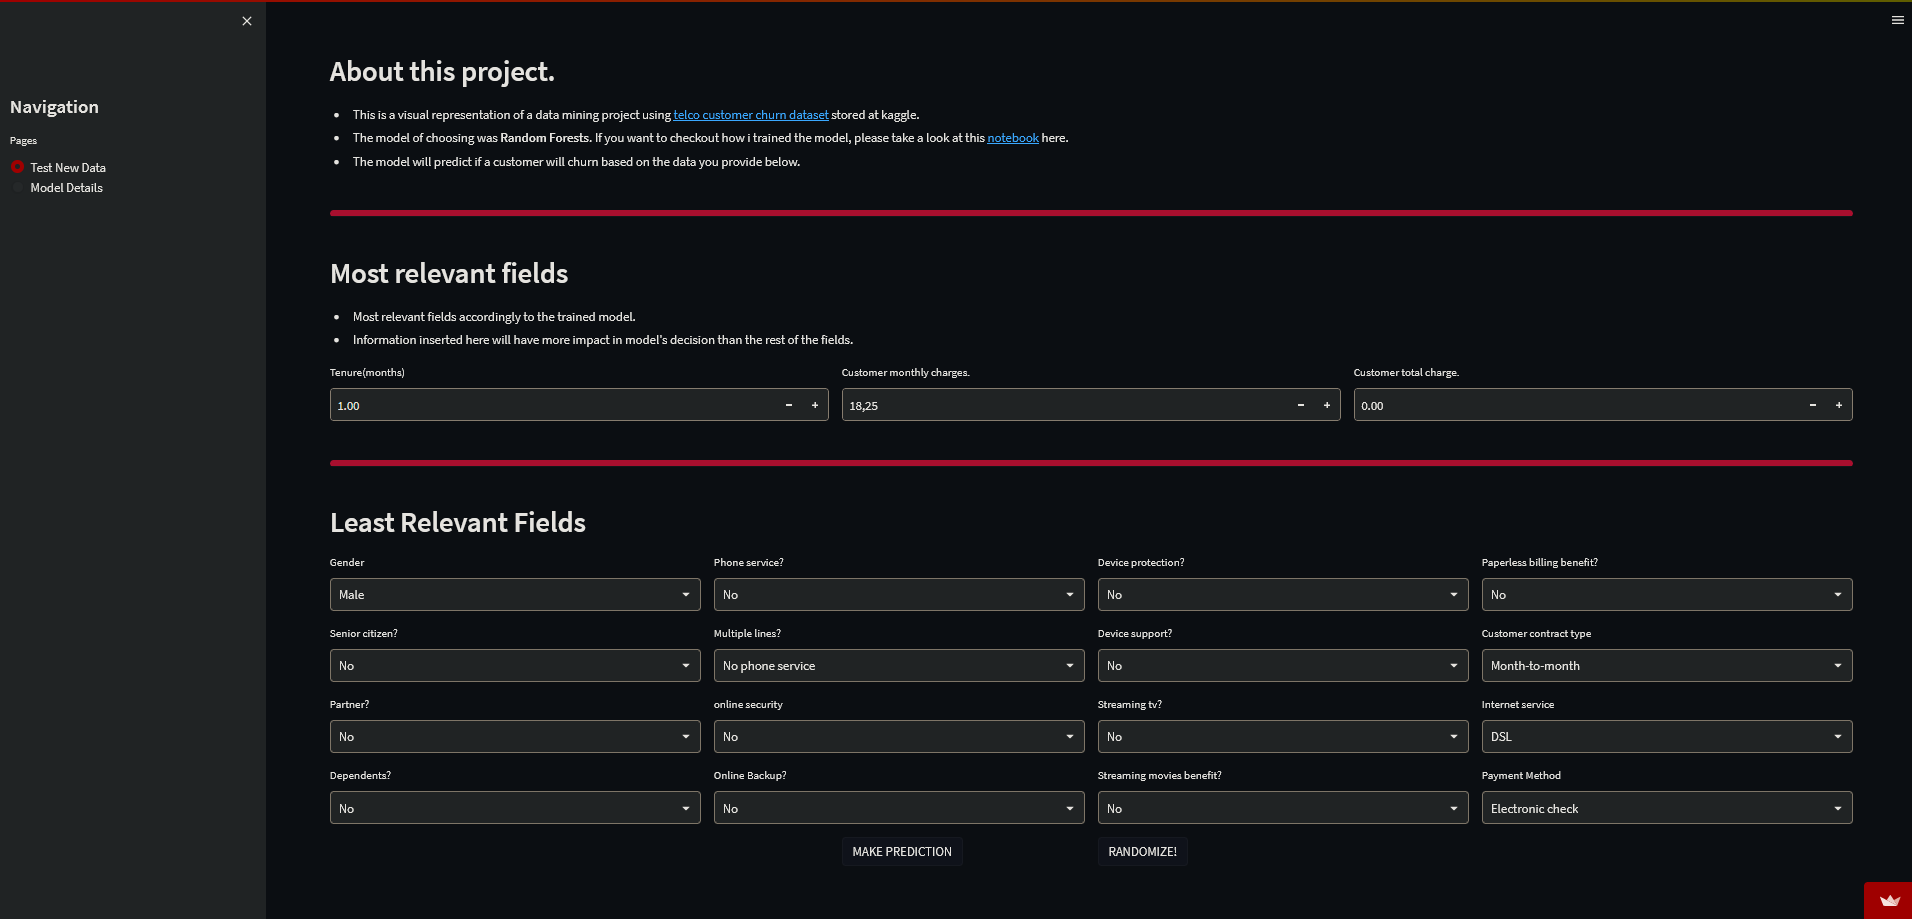 Navigation
Pages
Test New Data
Model Details
About this project.
This is a visual representation of a data mining project using telco customer churn dataset stored at kaggle.
The model of choosing was Random Forests. If you want to checkout how i trained the model, please take a look at this notebook here.
The model will predict if a customer will churn based on the data you provide below.
Most relevant fields
Most relevant fields accordingly to the trained model.
Information inserted here will have more impact in model's decision than the rest of the fields.
Tenure(months) Customer monthly charges. Customer total charge.
1.00 − + 18,25 − + 0.00 − +
Least Relevant Fields
Gender Phone service? Device protection? Paperless billing benefit?
Male No No No
Senior citizen? Multiple lines? Device support? Customer contract type
No No phone service No Month-to-month
Partner? online security Streaming tv? Internet service
No No No DSL
Dependents? Online Backup? Streaming movies benefit? Payment Method
No No No Electronic check
MAKE PREDICTION RANDOMIZE!